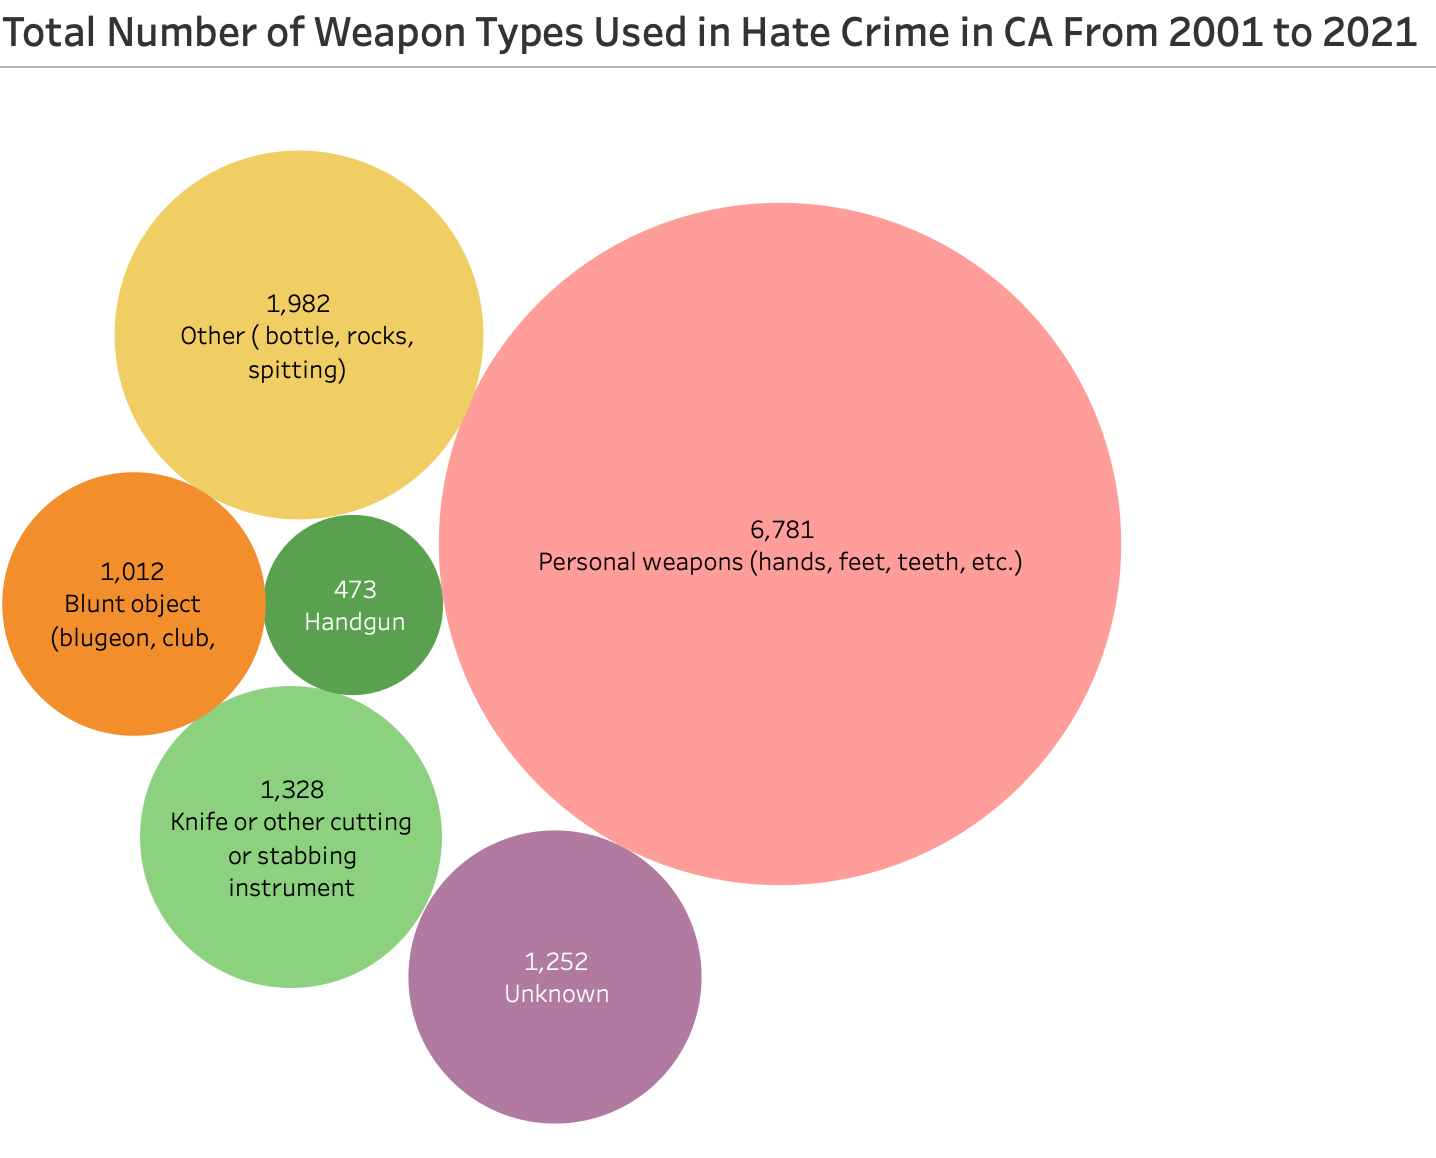 Total Number of Weapon Types Used in Hate Crime in CA From 2001 to 2021
1,982
Other ( bottle, rocks,
spitting)
6,781
Personal weapons (hands, feet, teeth, etc.)
1,012
Blunt object
(blugeon, club,
473
Handgun
1,328
Knife or other cutting
or stabbing
instrument
1,252
Unknown